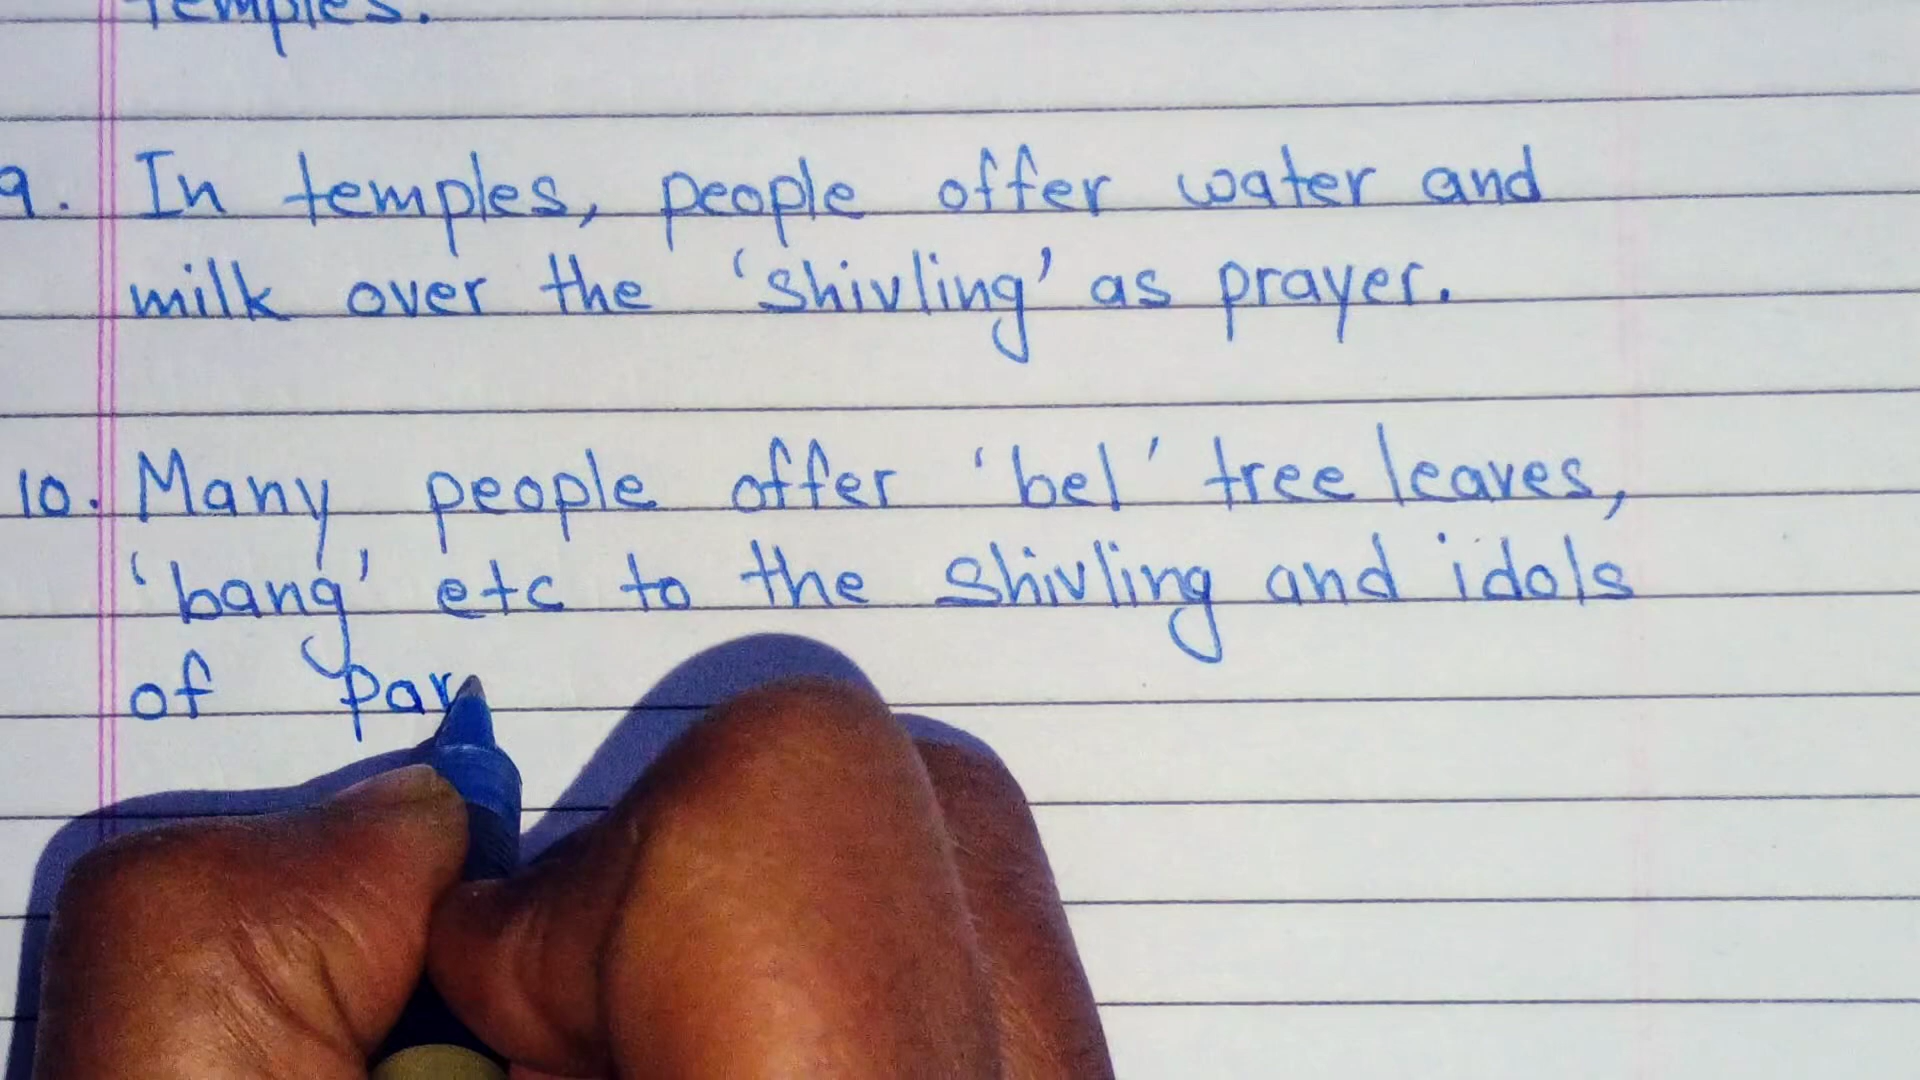 temples.
9. In temples, people offer water and
milk over the 'shivling' as prayer.
10. Many people offer 'bel' tree leaves,
'bang' etc to the shivling and idols
of par